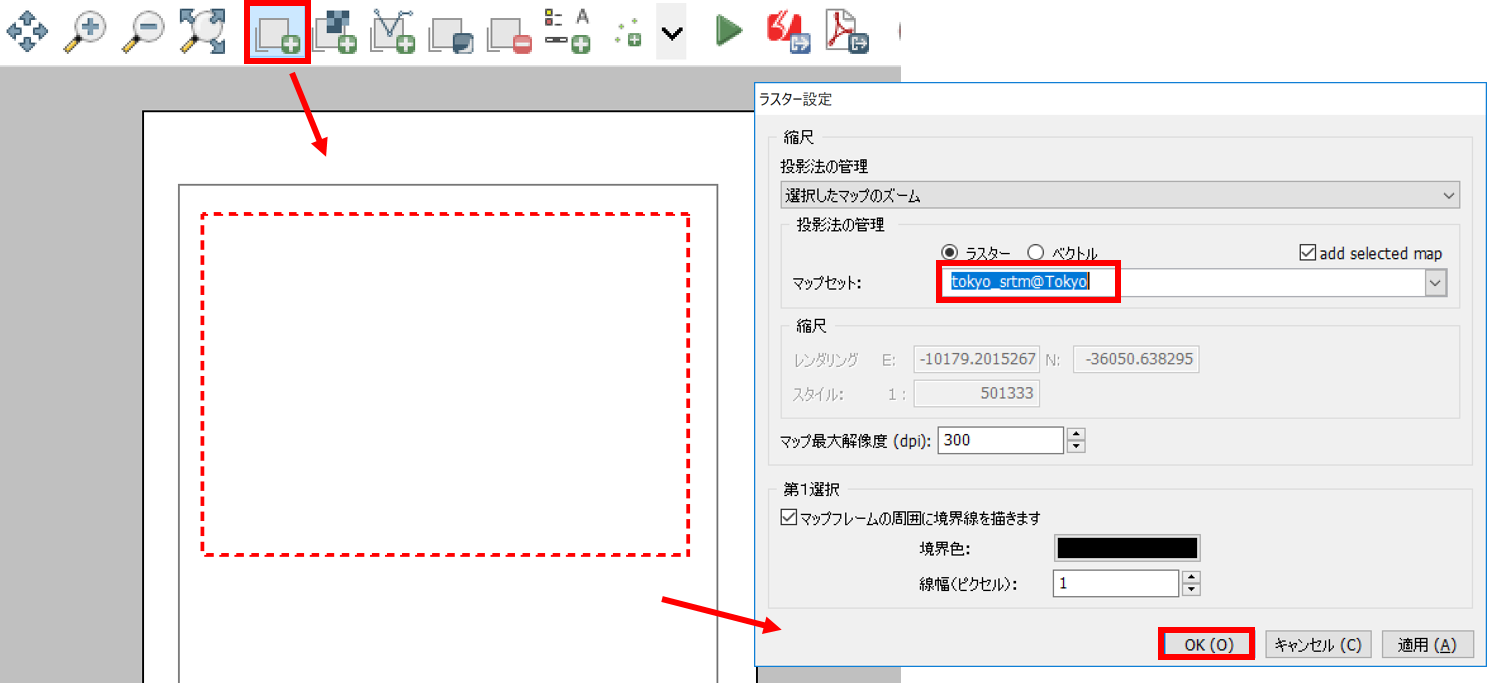 A
ラスター設定
縮尺
投影法の管理
選択したマップのズーム
投影法の管理
ラスター ベクトル add selected map
マップセット: tokyo_srtm@Tokyo
縮尺
レンダリング E: -10179.2015267 N: -36050.638295
スタイル: 1 : 501333
マップ最大解像度 (dpi): 300
第1選択
マップフレームの周囲に境界線を描きます
境界色:
線幅(ピクセル): 1
OK (O) キャンセル (C) 適用 (A)